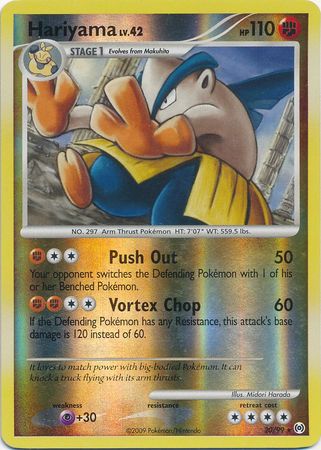 Hariyama LV.42 HP 110
STAGE 1 Evolves from Makuhita
NO. 297 Arm Thrust Pokémon HT: 7'07" WT: 559.5 lbs.
Push Out 50
Your opponent switches the Defending Pokémon with 1 of his
or her Benched Pokémon.
Vortex Chop 60
If the Defending Pokémon has any Resistance, this attack's base
damage is 120 instead of 60.
It loves to match power with big-bodied Pokémon. It can
knock a truck flying with its arm thrusts.
Illus. Midori Harada
weakness resistance retreat cost
+30
©2009 Pokémon/Nintendo 20/99